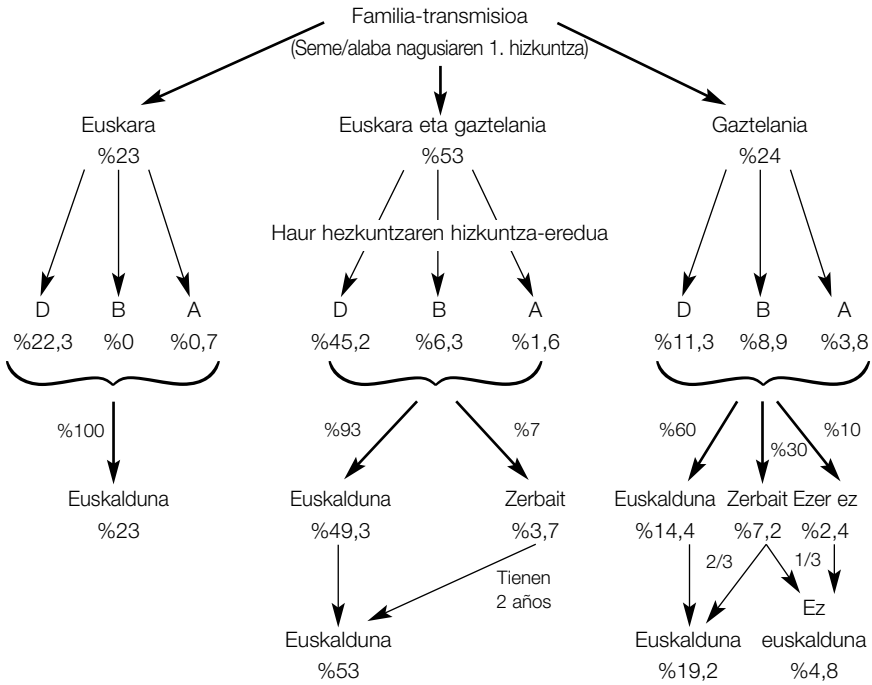 Familia-transmisioa
(Seme/alaba nagusiaren 1. hizkuntza)
Euskara
%23
Euskara eta gaztelania
%53
Gaztelania
%24
Haur hezkuntzaren hizkuntza-eredua
D B A
%22,3 %0 %0,7
D B A
%45,2 %6,3 %1,6
D B A
%11,3 %8,9 %3,8
%100
%93 %7
%60 %30 %10
Euskalduna
%23
Euskalduna Zerbait
%49,3 %3,7
Euskalduna Zerbait Ezer ez
%14,4 %7,2 %2,4
Tienen
2 años
2/3 1/3
Euskalduna
%53
Euskalduna
%19,2
Ez
euskalduna
%4,8